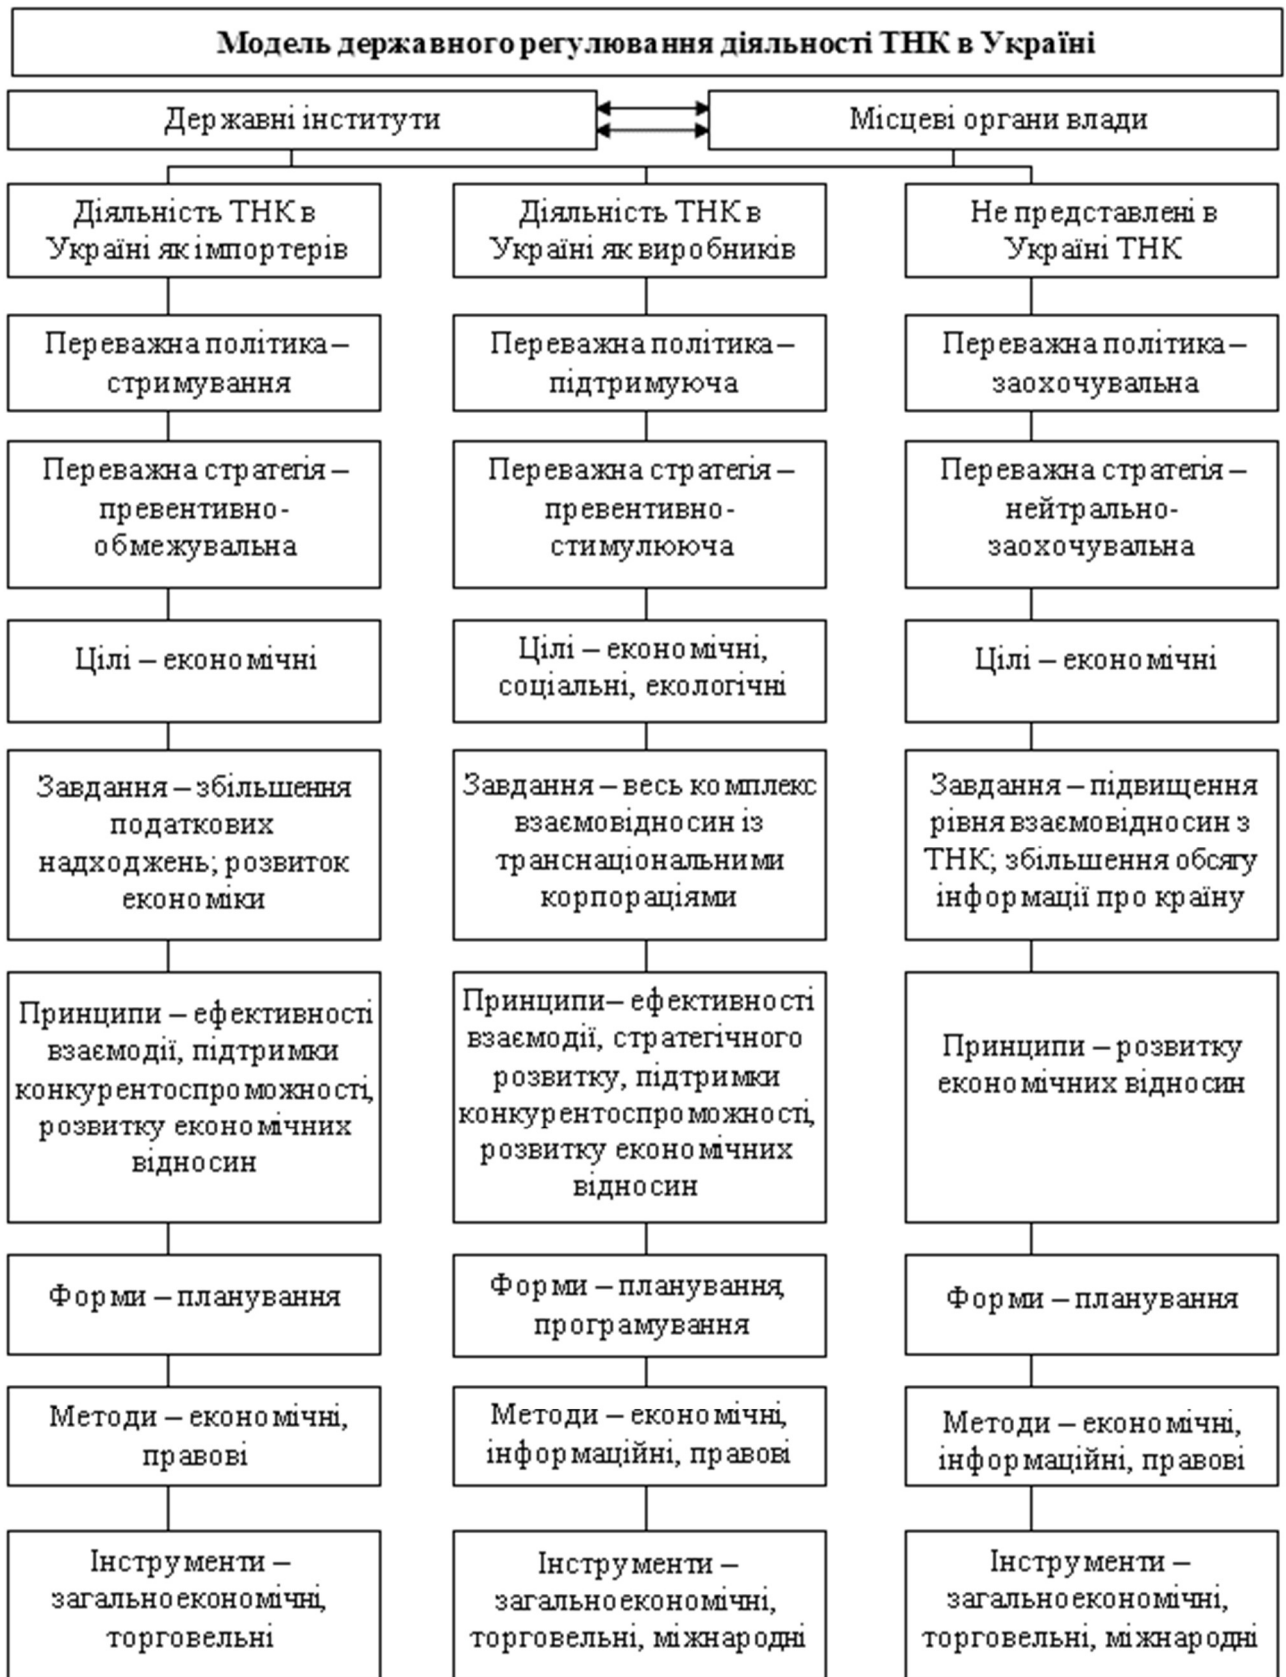 Модель державного регулювання діяльності ТНК в Україні
Державні інститути
Місцеві органи влади
Діяльність ТНК в
Україні як імпортерів
Діяльність ТНК в
Україні як виробників
Не представлені в
Україні ТНК
Переважна політика –
стримування
Переважна політика –
підтримуюча
Переважна політика –
заохочувальна
Переважна стратегія –
превентивно-
обмежувальна
Переважна стратегія –
превентивно-
стимулююча
Переважна стратегія –
нейтрально-
заохочувальна
Цілі – економічні
Цілі – економічні,
соціальні, екологічні
Цілі – економічні
Завдання – збільшення
податкових
надходжень; розвиток
економіки
Завдання – весь комплекс
взаємовідносин із
транснаціональними
корпораціями
Завдання – підвищення
рівня взаємовідносин з
ТНК; збільшення обсягу
інформації про країну
Принципи – ефективності
взаємодії, підтримки
конкурентоспроможності,
розвитку економічних
відносин
Принципи – ефективності
взаємодії, стратегічного
розвитку, підтримки
конкурентоспроможності,
розвитку економічних
відносин
Принципи – розвитку
економічних відносин
Форми – планування
Форми – планування,
програмування
Форми – планування
Методи – економічні,
правові
Методи – економічні,
інформаційні, правові
Методи – економічні,
інформаційні, правові
Інструменти –
загальноекономічні,
торговельні
Інструменти –
загальноекономічні,
торговельні, міжнародні
Інструменти –
загальноекономічні,
торговельні, міжнародні